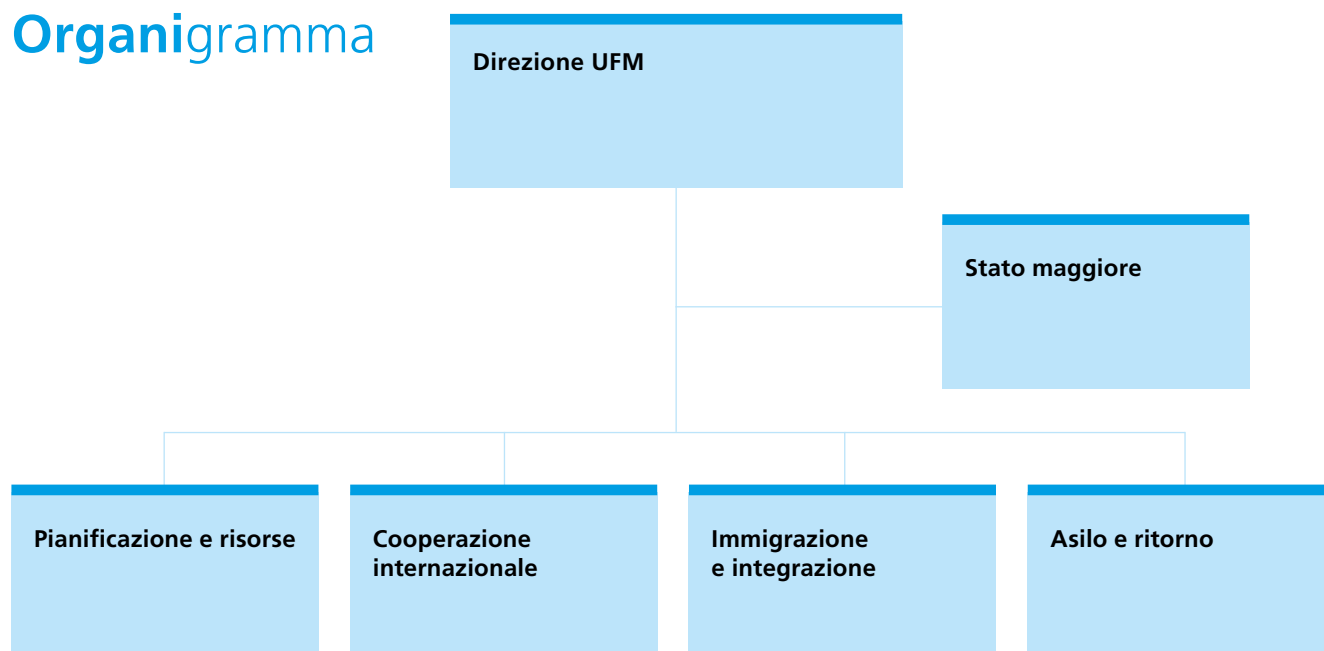 Organigramma
Direzione UFM
Stato maggiore
Pianificazione e risorse
Cooperazione
internazionale
Immigrazione
e integrazione
Asilo e ritorno